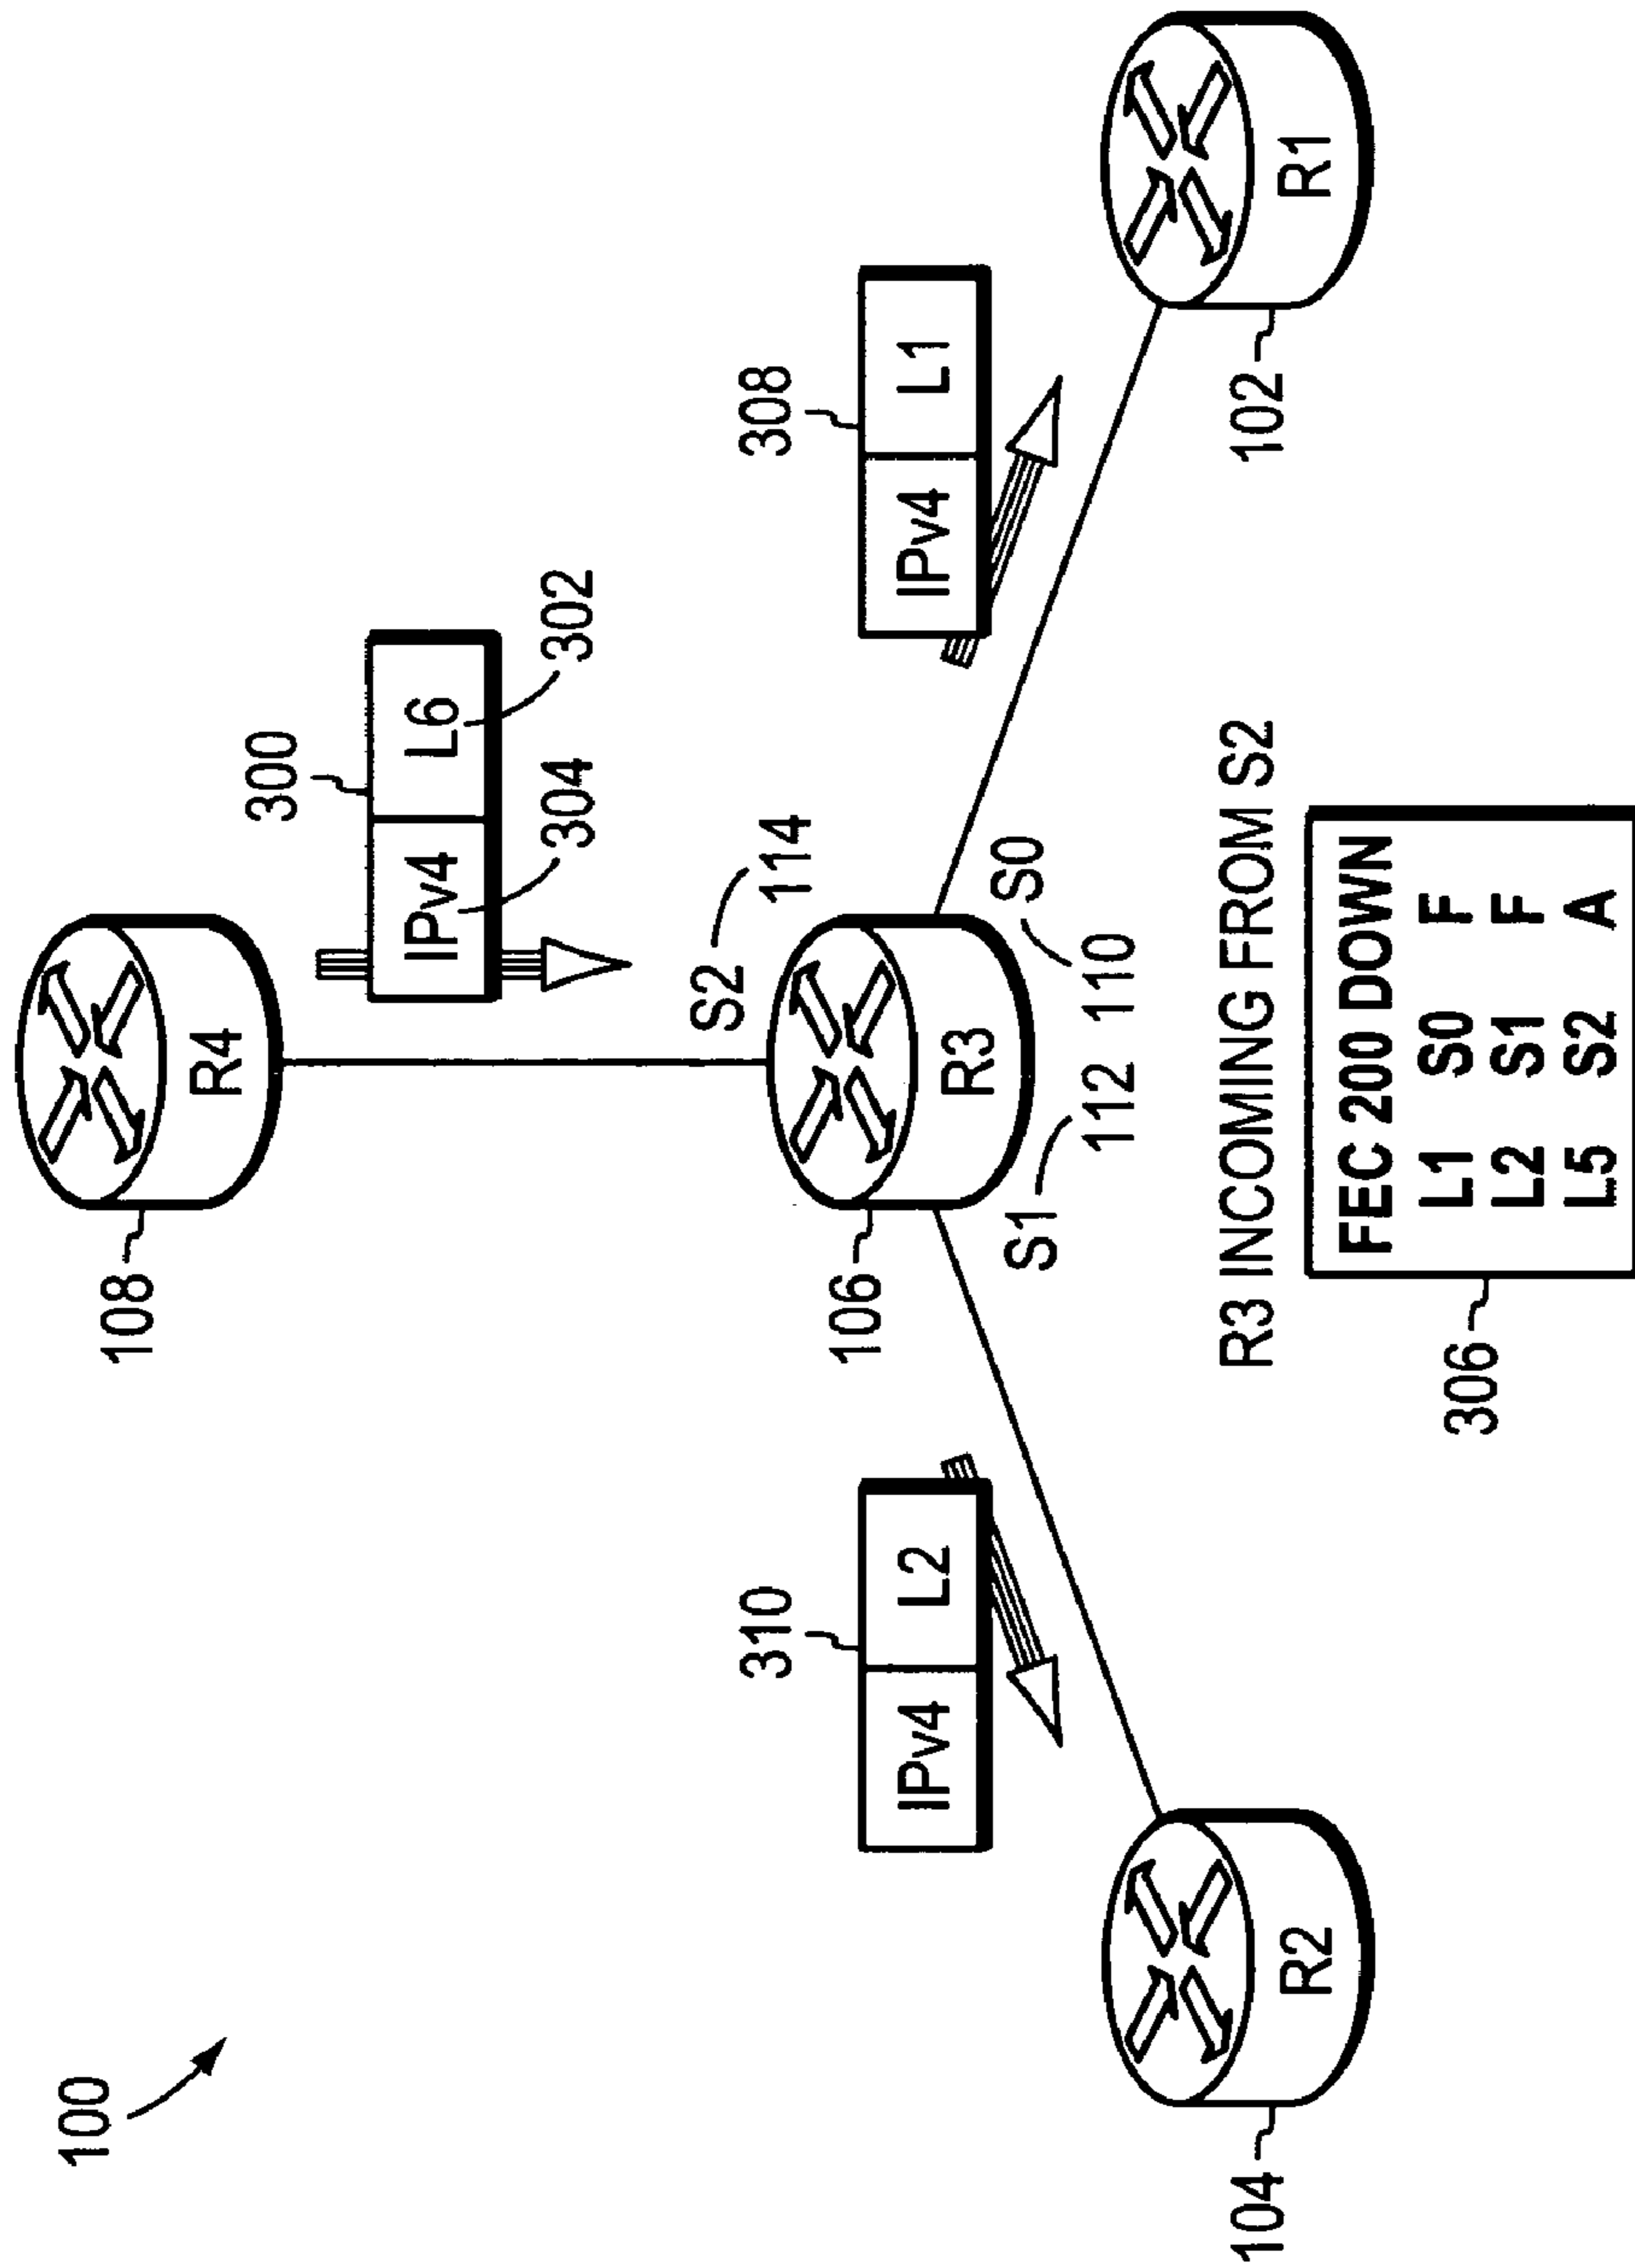 100
108
R4
300
IPv4 L6
304 302
S2
114
310
308
106
IPv4 L2
IPv4 L1
R3
S1
S0
112 110
104
R2
102
R1
R3 INCOMING FROM S2
306
FEC 200 DOWN
L1 S0 F
L2 S1 F
L5 S2 A